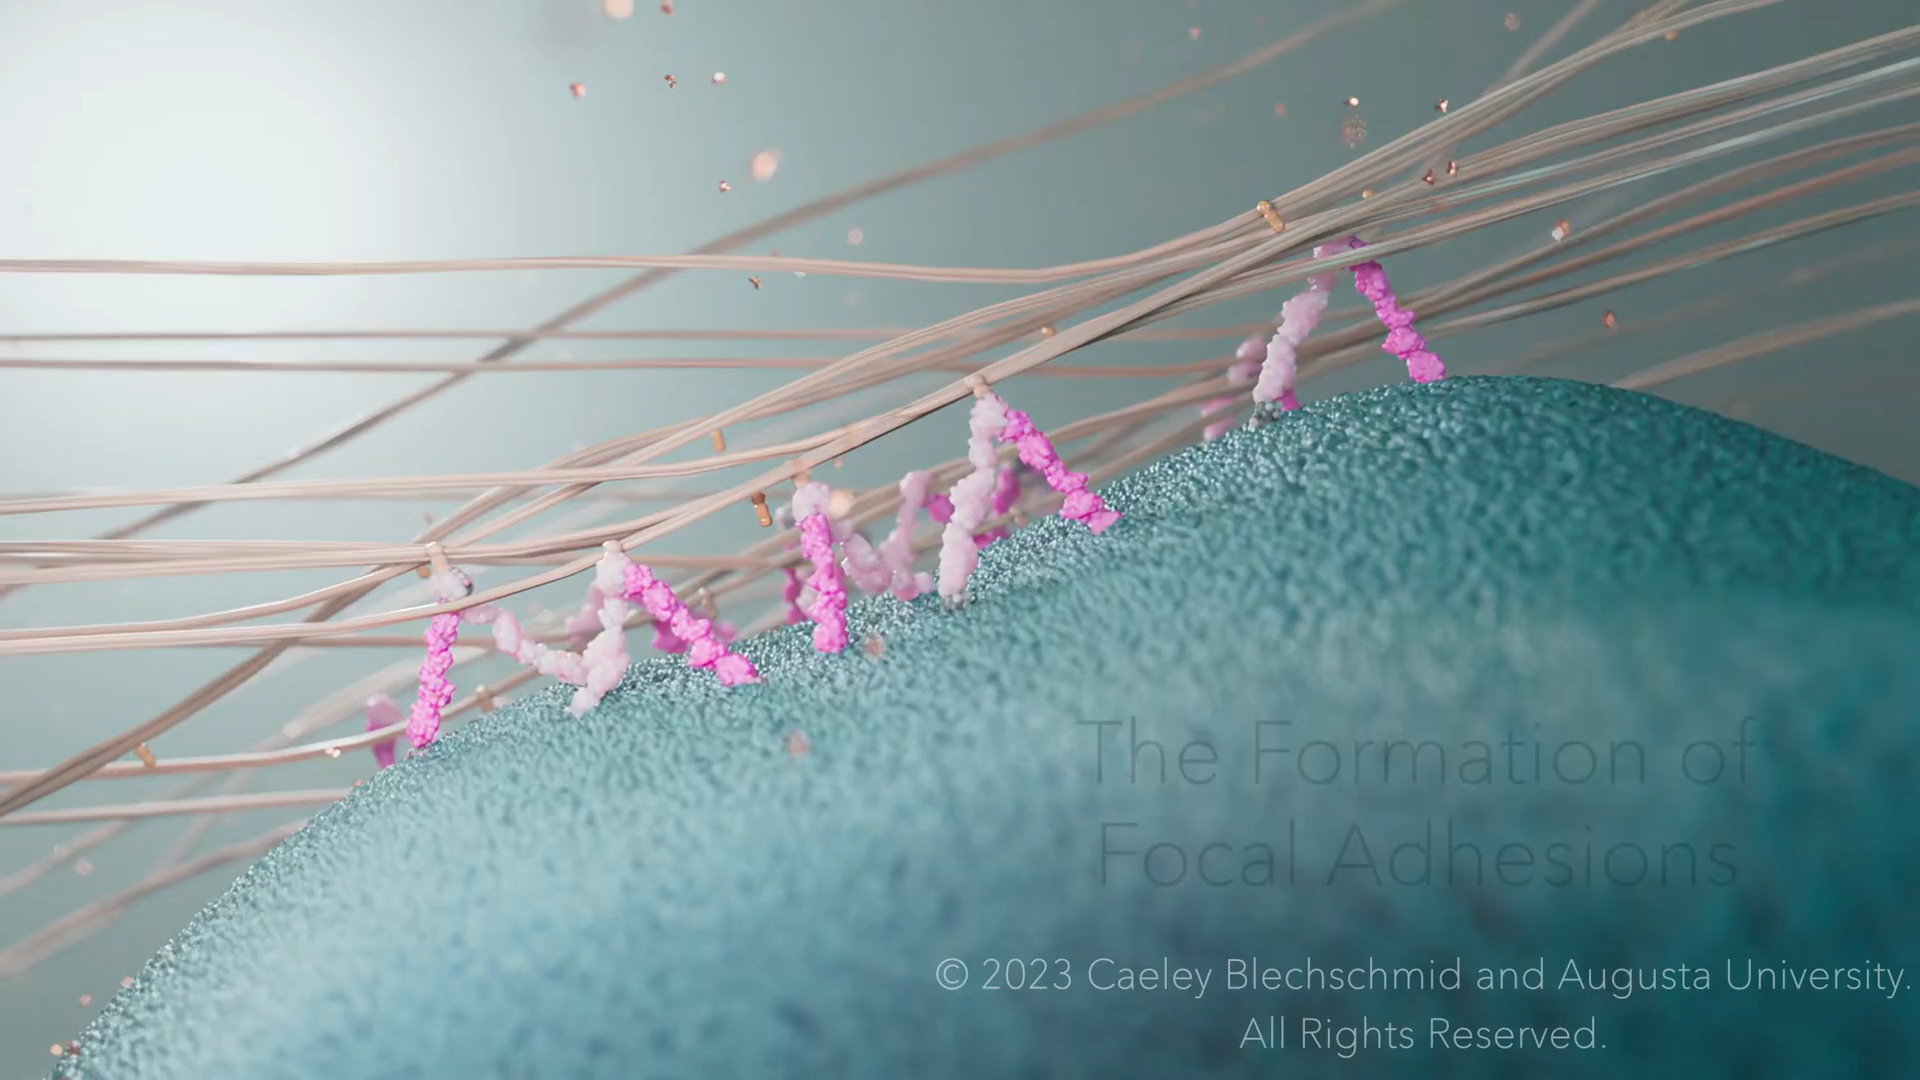 The Formation of
Focal Adhesions
© 2023 Caeley Blechschmid and Augusta University.
All Rights Reserved.